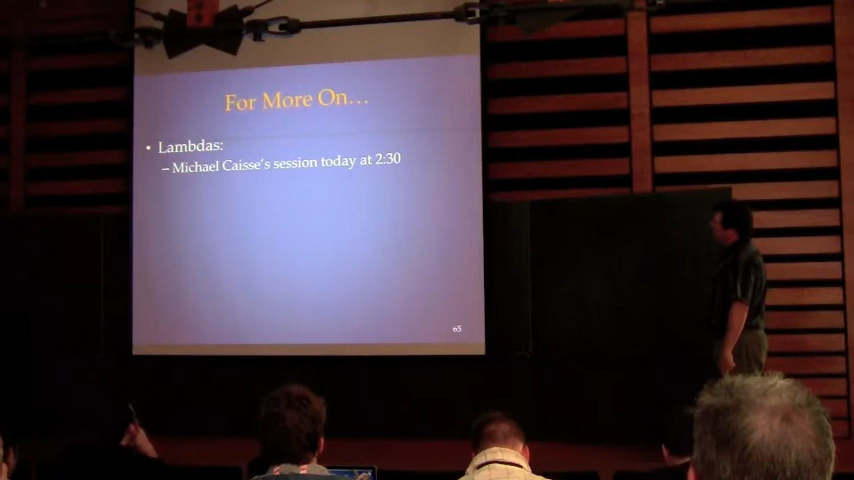 For More On…
• Lambdas:
– Michael Caisse's session today at 2:30
65